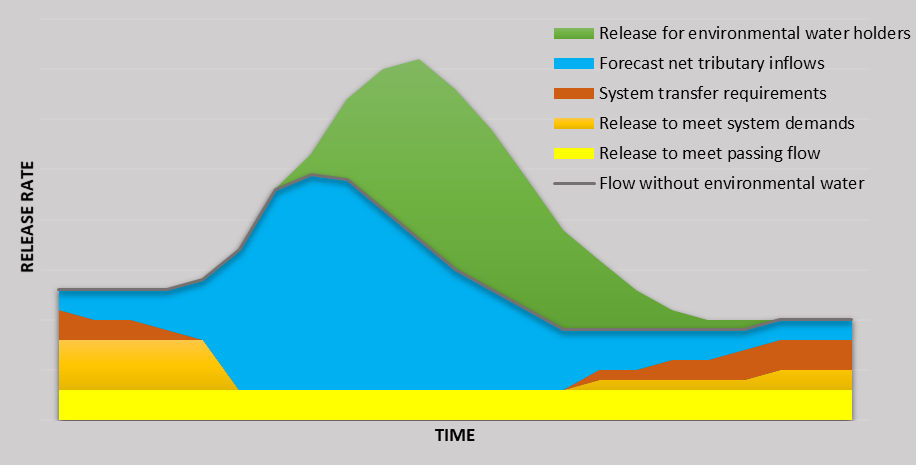 Release for environmental water holders
Forecast net tributary inflows
System transfer requirements
Release to meet system demands
Release to meet passing flow
Flow without environmental water
RELEASE RATE
TIME